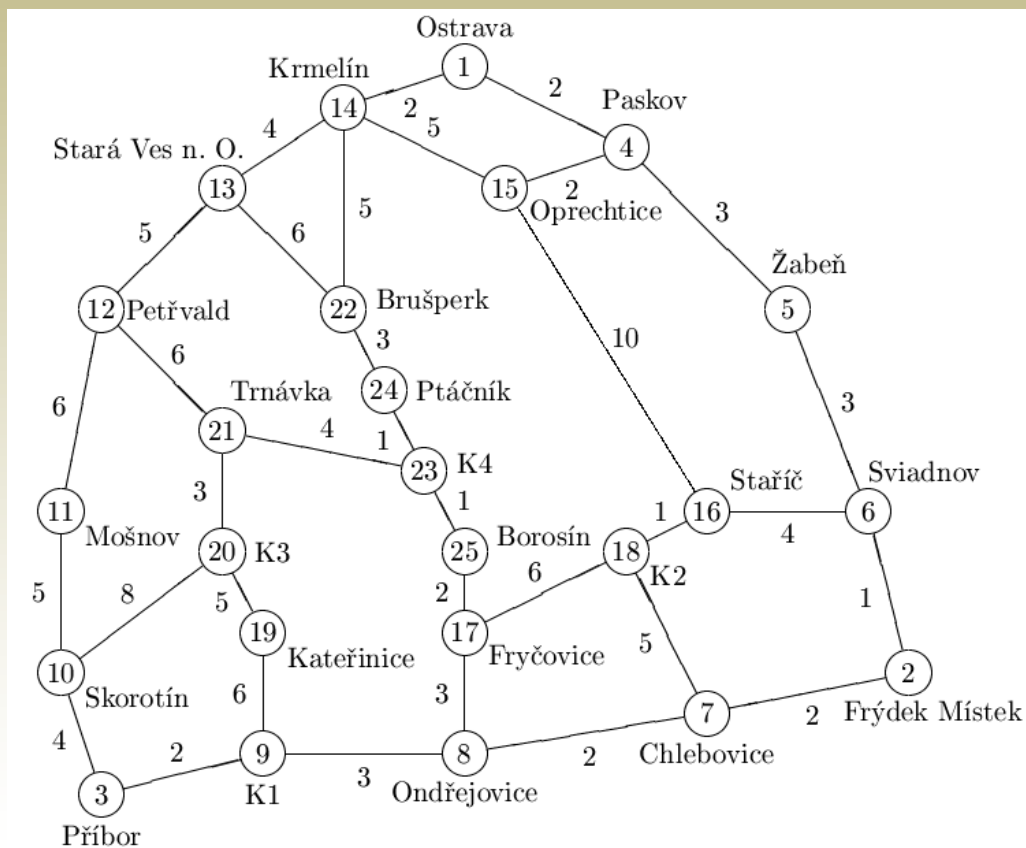 Ostrava
1
Krmelín
2
Paskov
14
2
5
4
4
Stará Ves n. O.
2
13
15
Oprechtice
5
3
5
6
Žabeň
12
Petřvald
22
Brušperk
5
3
10
6
24
Ptáčník
Trnávka
6
3
21
4
1
23
K4
Sviadnov
Staříč
3
1
1
16
6
11
Mošnov
Borosín
4
20
K3
25
18
K2
5
8
6
5
2
1
19
Kateřinice
17
Fryčovice
5
10
Skorotín
6
3
2
Frýdek Místek
7
2
4
2
9
8
Chlebovice
3
2
3
K1
Ondřejovice
Příbor